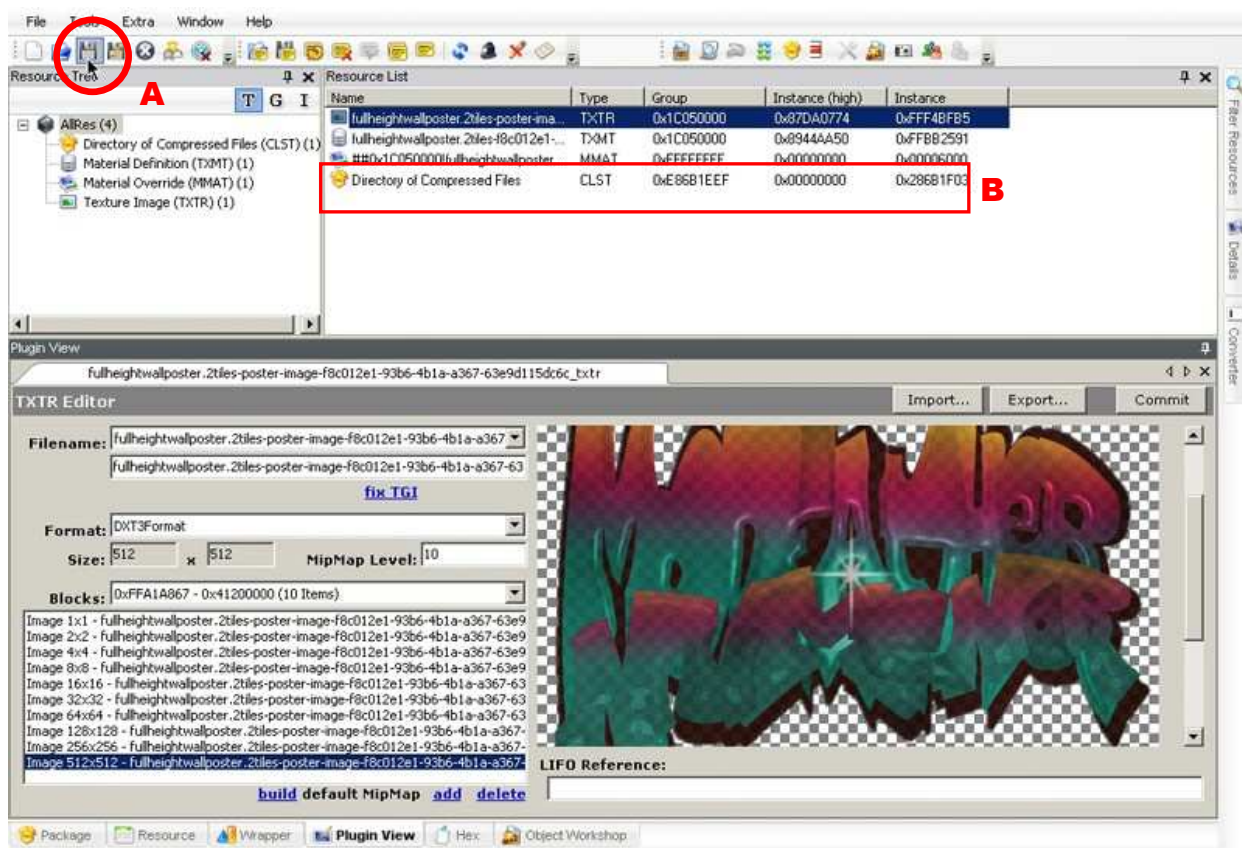 File Tools Extra Window Help
A
Resource Tree
T G I
AllRes (4)
Directory of Compressed Files (CLST) (1)
Material Definition (TXMT) (1)
Material Override (MMAT) (1)
Texture Image (TXTR) (1)
Resource List
Name Type Group Instance (high) Instance
fullheightwallposter.2tiles-poster-ima... TXTR 0x1C050000 0x87DA0774 0xFFF4BFB5
fullheightwallposter.2tiles-f8c012e1-... TXMT 0x1C050000 0x8944AA50 0xFFBB2591
##0x1C050000!fullheightwallposter MMAT 0xFFFFFFFF 0x00000000 0x00006000
Directory of Compressed Files CLST 0xE86B1EEF 0x00000000 0x286B1F03
B
Filter Resources
Details
Converter
Plugin View
fullheightwallposter.2tiles-poster-image-f8c012e1-93b6-4b1a-a367-63e9d115dc6c_txtr
TXTR Editor Import... Export... Commit
Filename: fullheightwallposter.2tiles-poster-image-f8c012e1-93b6-4b1a-a367
fullheightwallposter.2tiles-poster-image-f8c012e1-93b6-4b1a-a367-63
fix TGI
Format: DXT3Format
Size: 512 x 512 MipMap Level: 10
Blocks: 0xFFA1A867 - 0x41200000 (10 Items)
Image 1x1 - fullheightwallposter.2tiles-poster-image-f8c012e1-93b6-4b1a-a367-63e9
Image 2x2 - fullheightwallposter.2tiles-poster-image-f8c012e1-93b6-4b1a-a367-63e9
Image 4x4 - fullheightwallposter.2tiles-poster-image-f8c012e1-93b6-4b1a-a367-63e9
Image 8x8 - fullheightwallposter.2tiles-poster-image-f8c012e1-93b6-4b1a-a367-63e9
Image 16x16 - fullheightwallposter.2tiles-poster-image-f8c012e1-93b6-4b1a-a367-63
Image 32x32 - fullheightwallposter.2tiles-poster-image-f8c012e1-93b6-4b1a-a367-63
Image 64x64 - fullheightwallposter.2tiles-poster-image-f8c012e1-93b6-4b1a-a367-63
Image 128x128 - fullheightwallposter.2tiles-poster-image-f8c012e1-93b6-4b1a-a367-
Image 256x256 - fullheightwallposter.2tiles-poster-image-f8c012e1-93b6-4b1a-a367-
Image 512x512 - fullheightwallposter.2tiles-poster-image-f8c012e1-93b6-4b1a-a367-
build default MipMap add delete
LIFO Reference:
Package Resource Wrapper Plugin View Hex Object Workshop